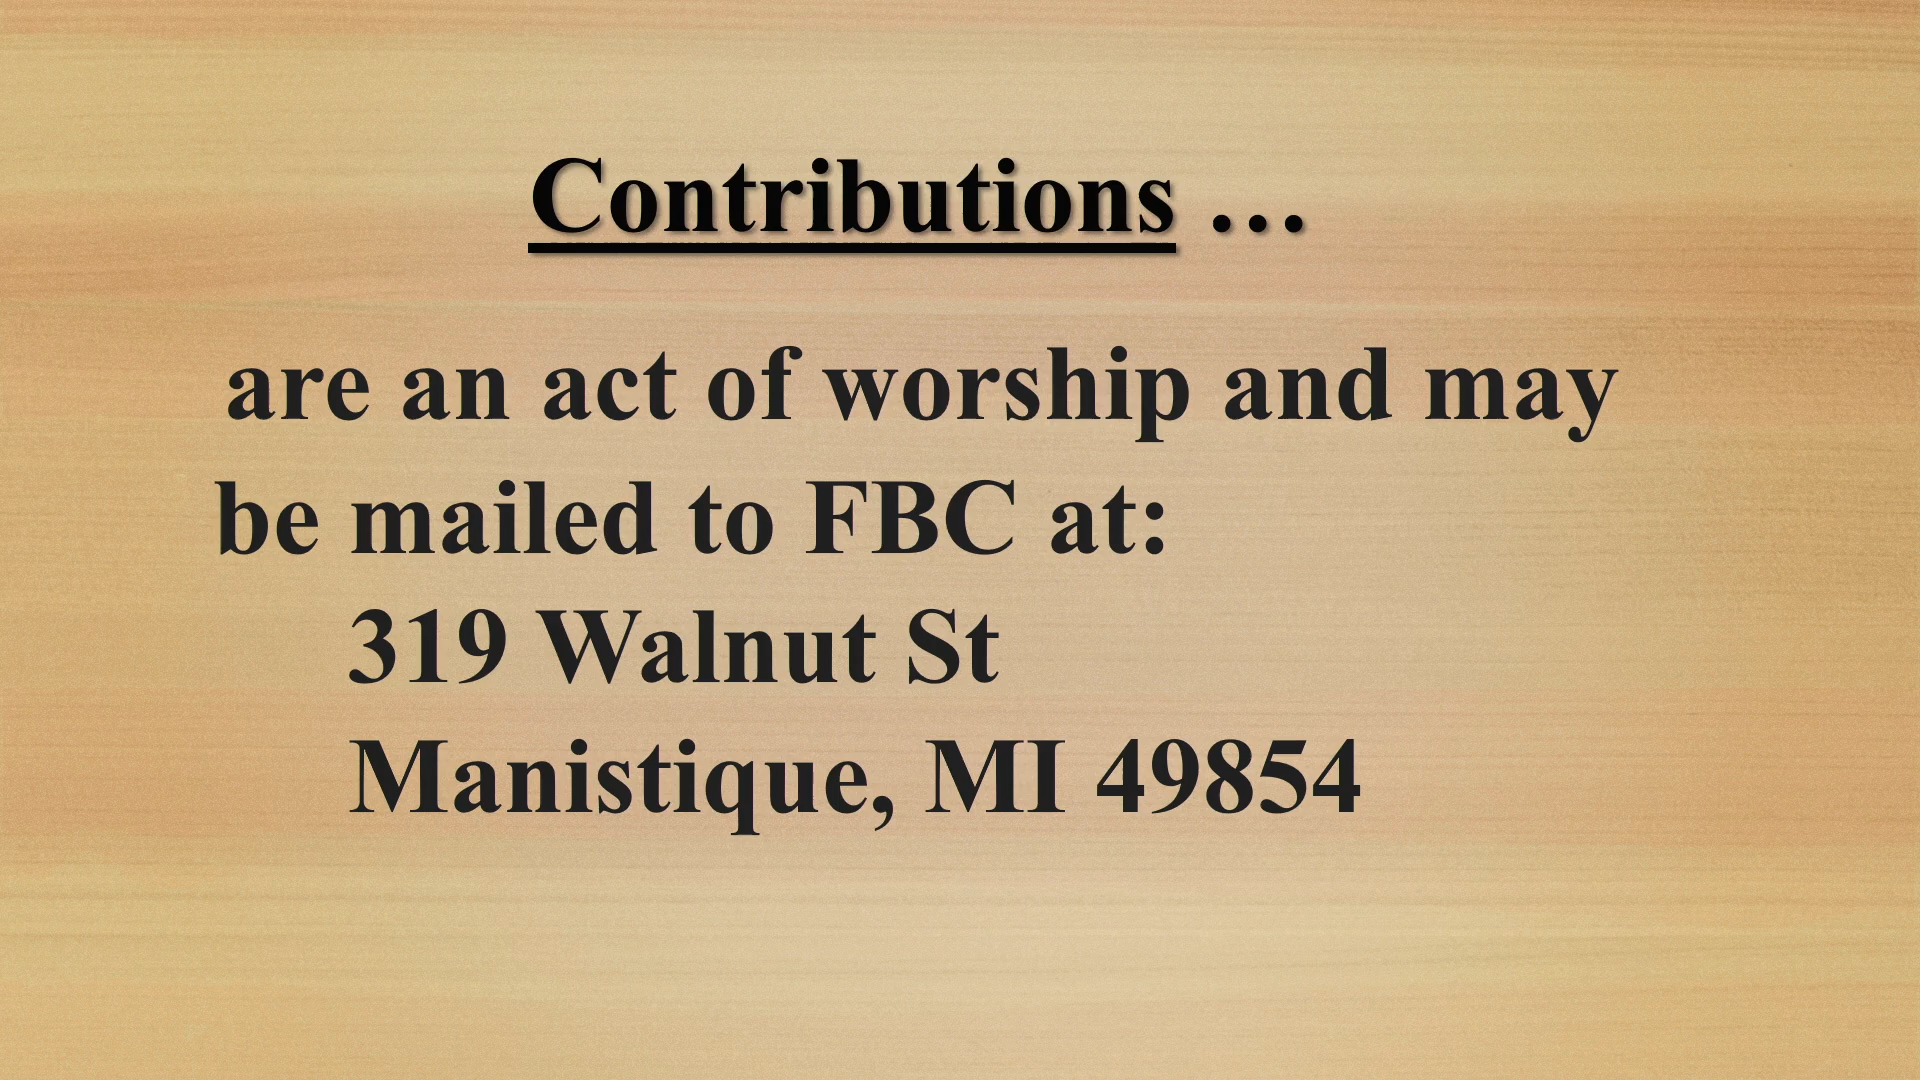 Contributions …
are an act of worship and may
be mailed to FBC at:
319 Walnut St
Manistique, MI 49854